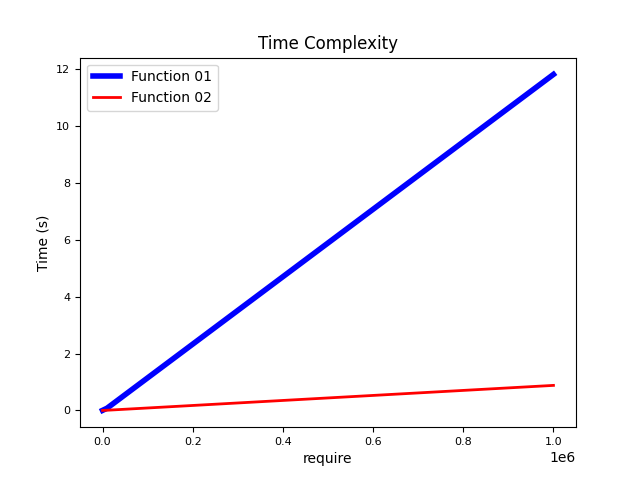 Time Complexity
Function 01
Function 02
Time (s)
12
10
8
6
4
2
0
0.0 0.2 0.4 0.6 0.8 1.0
1e6
require